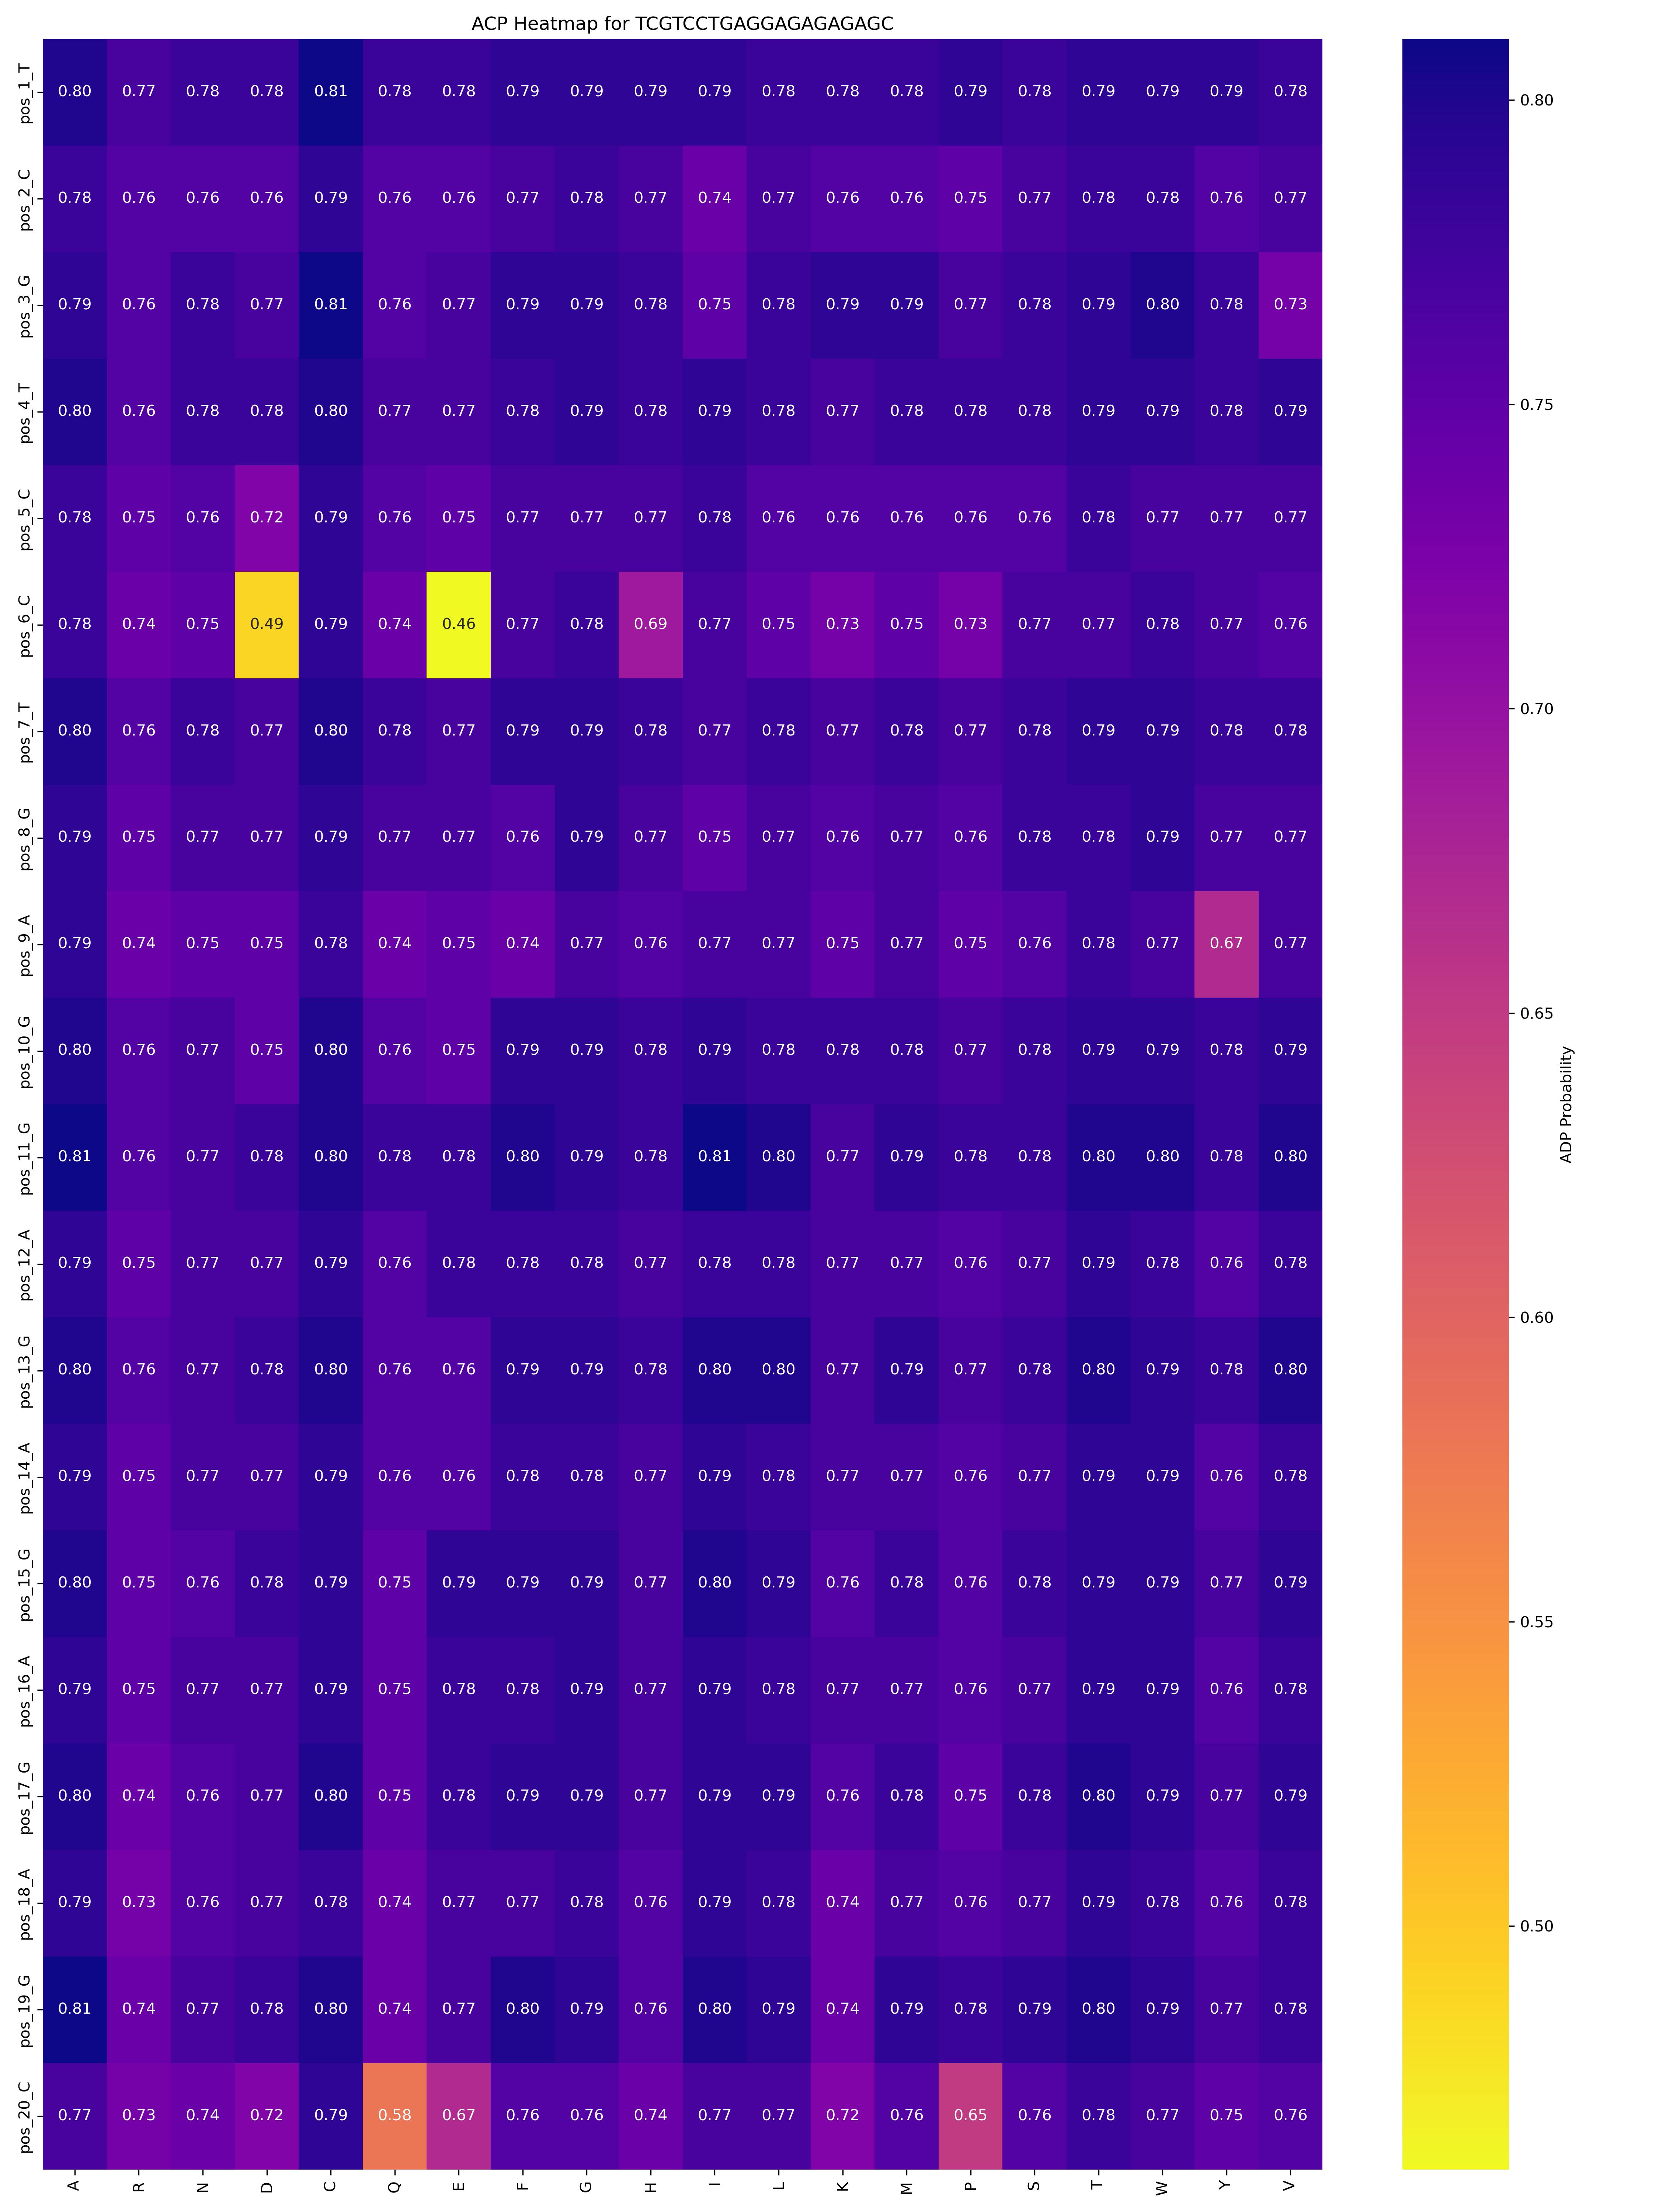 ACP Heatmap for TCGTCCTGAGGAGAGAGAGC
pos_1_T 0.80 0.77 0.78 0.78 0.81 0.78 0.78 0.79 0.79 0.79 0.79 0.78 0.78 0.78 0.79 0.78 0.79 0.79 0.79 0.78
pos_2_C 0.78 0.76 0.76 0.76 0.79 0.76 0.76 0.77 0.78 0.77 0.74 0.77 0.76 0.76 0.75 0.77 0.78 0.78 0.76 0.77
pos_3_G 0.79 0.76 0.78 0.77 0.81 0.76 0.77 0.79 0.79 0.78 0.75 0.78 0.79 0.79 0.77 0.78 0.79 0.80 0.78 0.73
pos_4_T 0.80 0.76 0.78 0.78 0.80 0.77 0.77 0.78 0.79 0.78 0.79 0.78 0.77 0.78 0.78 0.78 0.79 0.79 0.78 0.79
pos_5_C 0.78 0.75 0.76 0.72 0.79 0.76 0.75 0.77 0.77 0.77 0.78 0.76 0.76 0.76 0.76 0.76 0.78 0.77 0.77 0.77
pos_6_C 0.78 0.74 0.75 0.49 0.79 0.74 0.46 0.77 0.78 0.69 0.77 0.75 0.73 0.75 0.73 0.77 0.77 0.78 0.77 0.76
pos_7_T 0.80 0.76 0.78 0.77 0.80 0.78 0.77 0.79 0.79 0.78 0.77 0.78 0.77 0.78 0.77 0.78 0.79 0.79 0.78 0.78
pos_8_G 0.79 0.75 0.77 0.77 0.79 0.77 0.77 0.76 0.79 0.77 0.75 0.77 0.76 0.77 0.76 0.78 0.78 0.79 0.77 0.77
pos_9_A 0.79 0.74 0.75 0.75 0.78 0.74 0.75 0.74 0.77 0.76 0.77 0.77 0.75 0.77 0.75 0.76 0.78 0.77 0.67 0.77
pos_10_G 0.80 0.76 0.77 0.75 0.80 0.76 0.75 0.79 0.79 0.78 0.79 0.78 0.78 0.78 0.77 0.78 0.79 0.79 0.78 0.79
pos_11_G 0.81 0.76 0.77 0.78 0.80 0.78 0.78 0.80 0.79 0.78 0.81 0.80 0.77 0.79 0.78 0.78 0.80 0.80 0.78 0.80
pos_12_A 0.79 0.75 0.77 0.77 0.79 0.76 0.78 0.78 0.78 0.77 0.78 0.78 0.77 0.77 0.76 0.77 0.79 0.78 0.76 0.78
pos_13_G 0.80 0.76 0.77 0.78 0.80 0.76 0.76 0.79 0.79 0.78 0.80 0.80 0.77 0.79 0.77 0.78 0.80 0.79 0.78 0.80
pos_14_A 0.79 0.75 0.77 0.77 0.79 0.76 0.76 0.78 0.78 0.77 0.79 0.78 0.77 0.77 0.76 0.77 0.79 0.79 0.76 0.78
pos_15_G 0.80 0.75 0.76 0.78 0.79 0.75 0.79 0.79 0.79 0.77 0.80 0.79 0.76 0.78 0.76 0.78 0.79 0.79 0.77 0.79
pos_16_A 0.79 0.75 0.77 0.77 0.79 0.75 0.78 0.78 0.79 0.77 0.79 0.78 0.77 0.77 0.76 0.77 0.79 0.79 0.76 0.78
pos_17_G 0.80 0.74 0.76 0.77 0.80 0.75 0.78 0.79 0.79 0.77 0.79 0.79 0.76 0.78 0.75 0.78 0.80 0.79 0.77 0.79
pos_18_A 0.79 0.73 0.76 0.77 0.78 0.74 0.77 0.77 0.78 0.76 0.79 0.78 0.74 0.77 0.76 0.77 0.79 0.78 0.76 0.78
pos_19_G 0.81 0.74 0.77 0.78 0.80 0.74 0.77 0.80 0.79 0.76 0.80 0.79 0.74 0.79 0.78 0.79 0.80 0.79 0.77 0.78
pos_20_C 0.77 0.73 0.74 0.72 0.79 0.58 0.67 0.76 0.76 0.74 0.77 0.77 0.72 0.76 0.65 0.76 0.78 0.77 0.75 0.76
A R N D C Q E F G H I L K M P S T W Y V
0.80
0.75
0.70
0.65
0.60
0.55
0.50
ADP Probability